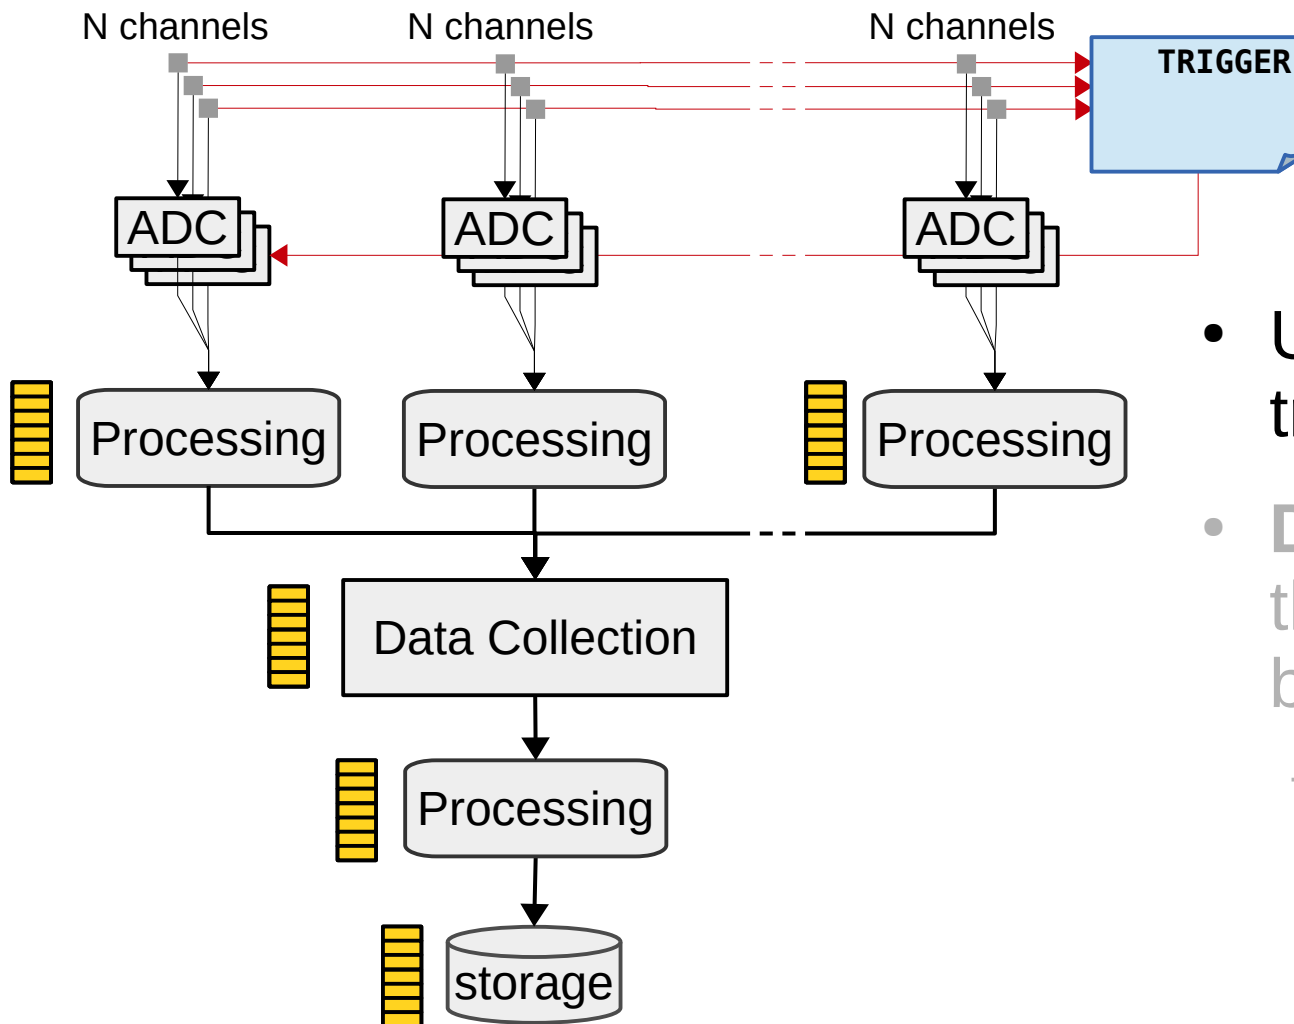 N channels N channels N channels
TRIGGER
ADC ADC ADC
Processing Processing Processing
Data Collection
Processing
storage